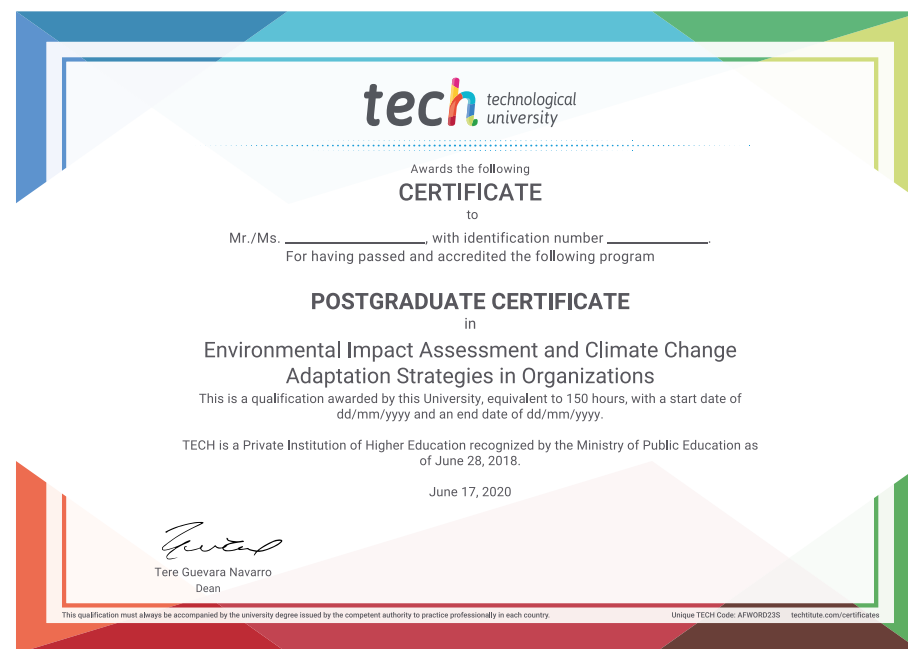 tech technological
university
Awards the following
CERTIFICATE
to
Mr./Ms. ____________________, with identification number ______________.
For having passed and accredited the following program
POSTGRADUATE CERTIFICATE
in
Environmental Impact Assessment and Climate Change
Adaptation Strategies in Organizations
This is a qualification awarded by this University, equivalent to 150 hours, with a start date of
dd/mm/yyyy and an end date of dd/mm/yyyy.
TECH is a Private Institution of Higher Education recognized by the Ministry of Public Education as
of June 28, 2018.
June 17, 2020
Tere Guevara Navarro
Dean
This qualification must always be accompanied by the university degree issued by the competent authority to practice professionally in each country.
Unique TECH Code: AFWORD23S techtitute.com/certificates